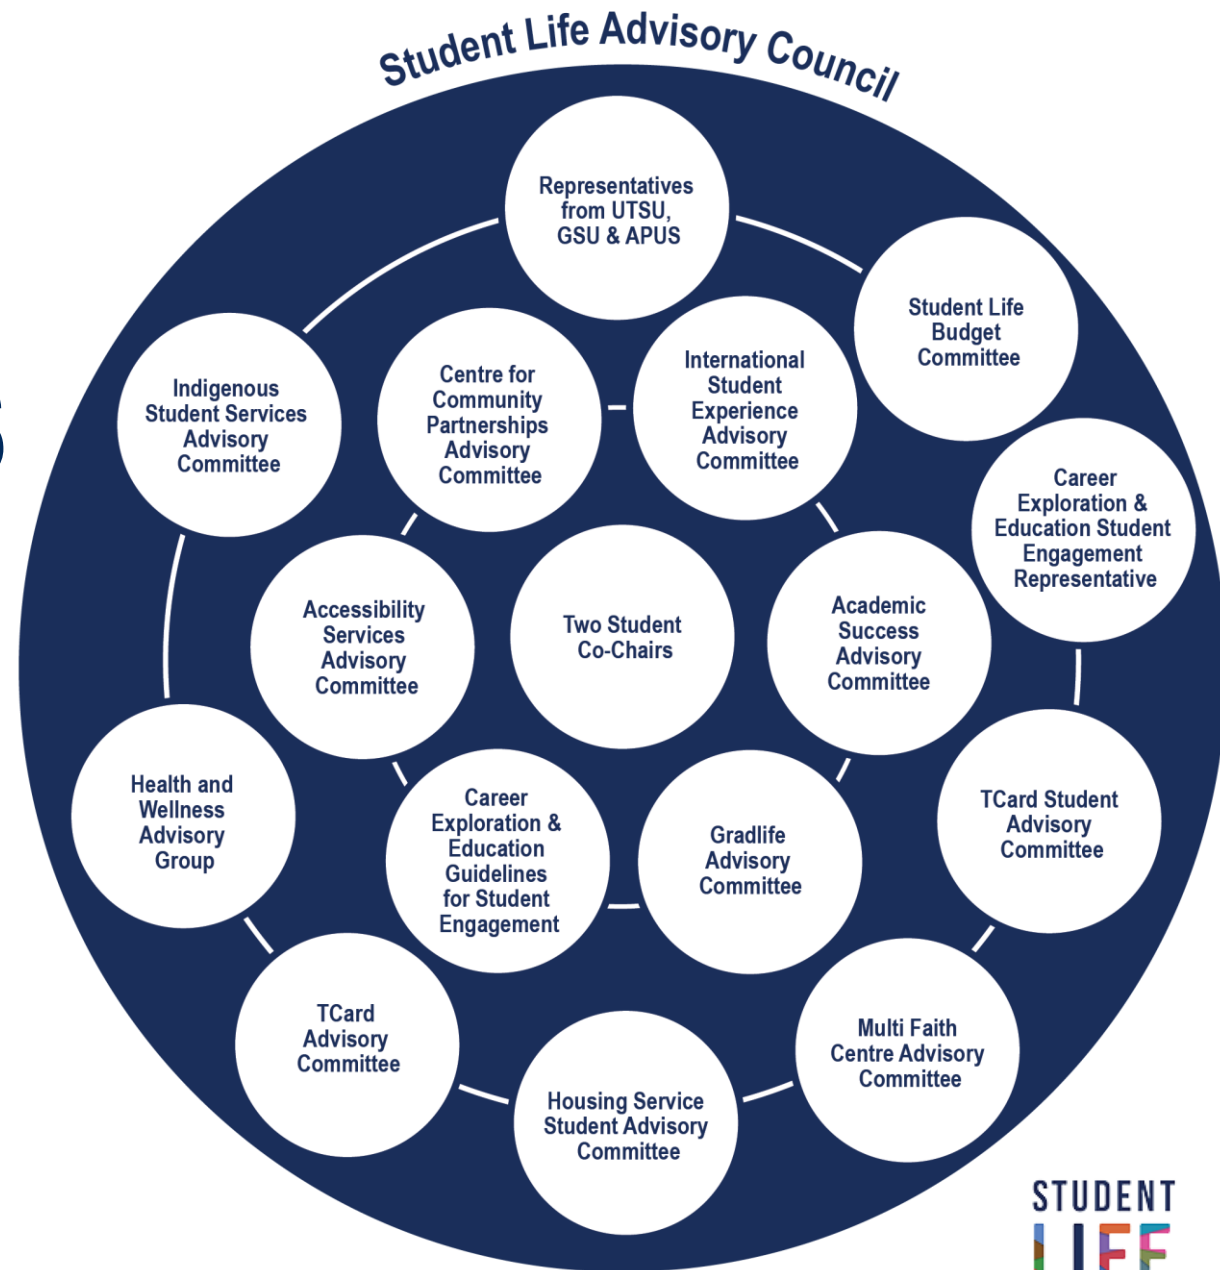 Student Life Advisory Council
Representatives
from UTSU,
GSU & APUS
Student Life
Budget
Committee
Indigenous
Student Services
Advisory
Committee
Centre for
Community
Partnerships
Advisory
Committee
International
Student
Experience
Advisory
Committee
Career
Exploration &
Education Student
Engagement
Representative
Accessibility
Services
Advisory
Committee
Two Student
Co-Chairs
Academic
Success
Advisory
Committee
Health and
Wellness
Advisory
Group
Career
Exploration &
Education
Guidelines
for Student
Engagement
Gradlife
Advisory
Committee
TCard Student
Advisory
Committee
TCard
Advisory
Committee
Housing Service
Student Advisory
Committee
Multi Faith
Centre Advisory
Committee
STUDENT
LIFE